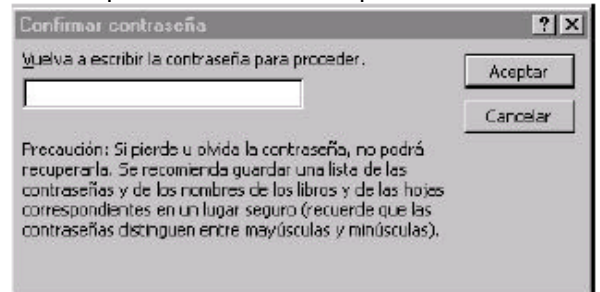 Confirmar contraseña
Vuelva a escribir la contraseña para proceder.
Aceptar
Cancelar
Precaución: Si pierde u olvida la contraseña, no podrá
recuperarla. Se recomienda guardar una lista de las
contraseñas y de los nombres de los libros y de las hojas
correspondientes en un lugar seguro (recuerde que las
contraseñas distinguen entre mayúsculas y minúsculas).